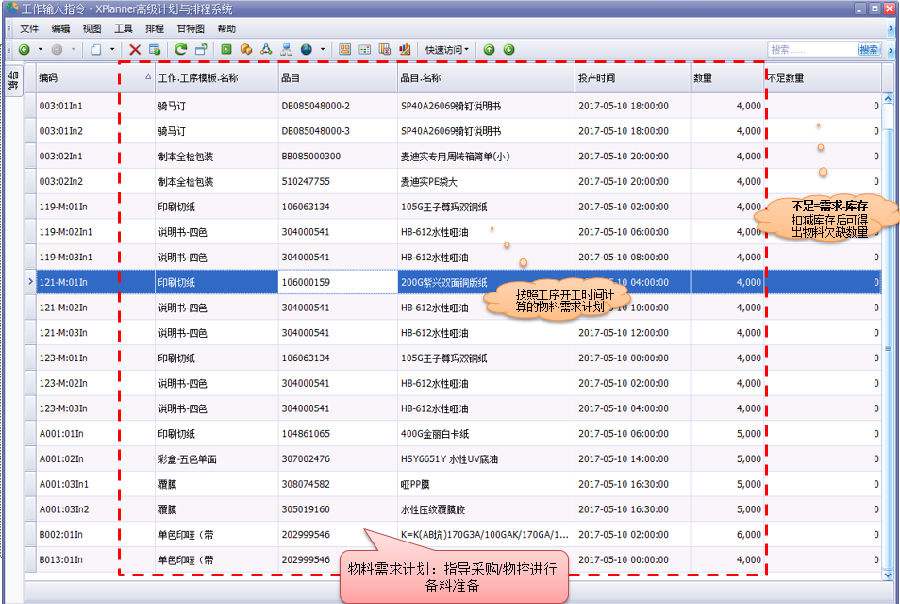 工作输入指令 - XPlanner高级计划与排程系统
文件 编辑 视图 工具 排程 甘特图 帮助
快速访问 搜索...... 搜索
编码 工作.工序模板.名称 品目 品目.名称 投产时间 数量 不足数量
003:01In1 骑马订 DE085048000-2 SP40A26069骑钉说明书 2017-05-10 18:00:00 4,000 0
003:01In2 骑马订 DE085048000-3 SP40A26069骑钉说明书 2017-05-10 18:00:00 4,000 0
003:02In1 制本全检包装 BB085000300 麦迪实专月周转箱简单(小) 2017-05-10 20:00:00 4,000 0
003:02In2 制本全检包装 510247755 麦迪实PE袋大 2017-05-10 20:00:00 4,000 0
119-M:01In 印刷切纸 106063134 105G王子尊玛双铜纸 2017-05-10 4,000 0
119-M:02In1 说明书-四色 304000541 HB-612水性哑油 2017-05-10 06:00:00 4,000 0
119-M:03In1 说明书-四色 304000541 HB-612水性哑油 2017-05-10 08:00:00 4,000 0
121-M:01In 印刷切纸 106000159 200G紫兴双面铜版纸 2017-05-10 04:00:00 4,000 0
121-M:02In 说明书-四色 304000541 HB-612水性哑油 10:00:00 4,000 0
121-M:03In 说明书-四色 304000541 HB-612水性哑油 2017-05-10 12:00:00 4,000 0
123-M:01In 印刷切纸 106063134 105G王子尊玛双铜纸 2017-05-10 00:00:00 4,000 0
123-M:02In 说明书-四色 304000541 HB-612水性哑油 2017-05-10 02:00:00 4,000 0
123-M:03In 说明书-四色 304000541 HB-612水性哑油 2017-05-10 04:00:00 4,000 0
A001:01In 印刷切纸 104861065 400G金丽白卡纸 2017-05-10 06:00:00 5,000 0
A001:02In 彩盒-五色单面 307002476 水性UV底油 2017-05-10 14:00:00 5,000 0
A001:03In1 覆膜 308074582 哑PP膜 2017-05-10 16:30:00 5,000 0
A001:03In2 覆膜 305019160 水性压纹覆膜胶 2017-05-10 16:30:00 5,000 0
B002:01In 单色印哑（带 202999546 K=K(AB抗)170G3A/100GAK/170GA/1... 2017-05-10 02:00:00 6,000 0
B013:01In 单色印哑（带 202999546 2017-05-10 00:00:00 4,000 0
不足=需求-库存
扣减库存后可得
出物料欠缺数量
按照工序开工时间计
算的物料需求计划
物料需求计划：指导采购/物控进行
备料准备